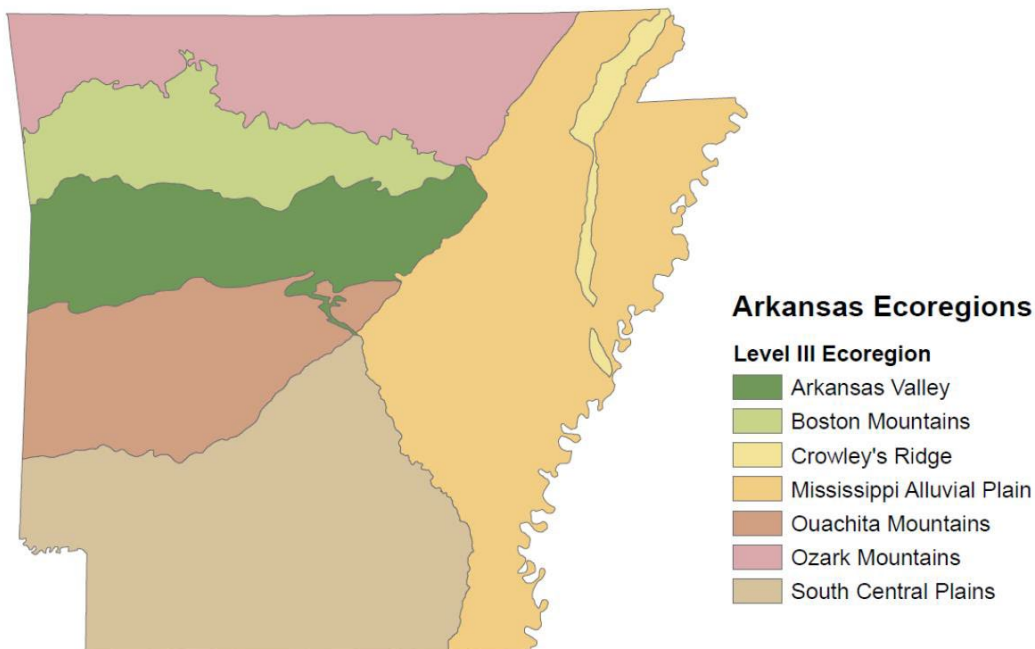 Arkansas Ecoregions
Level III Ecoregion
Arkansas Valley
Boston Mountains
Crowley's Ridge
Mississippi Alluvial Plain
Ouachita Mountains
Ozark Mountains
South Central Plains